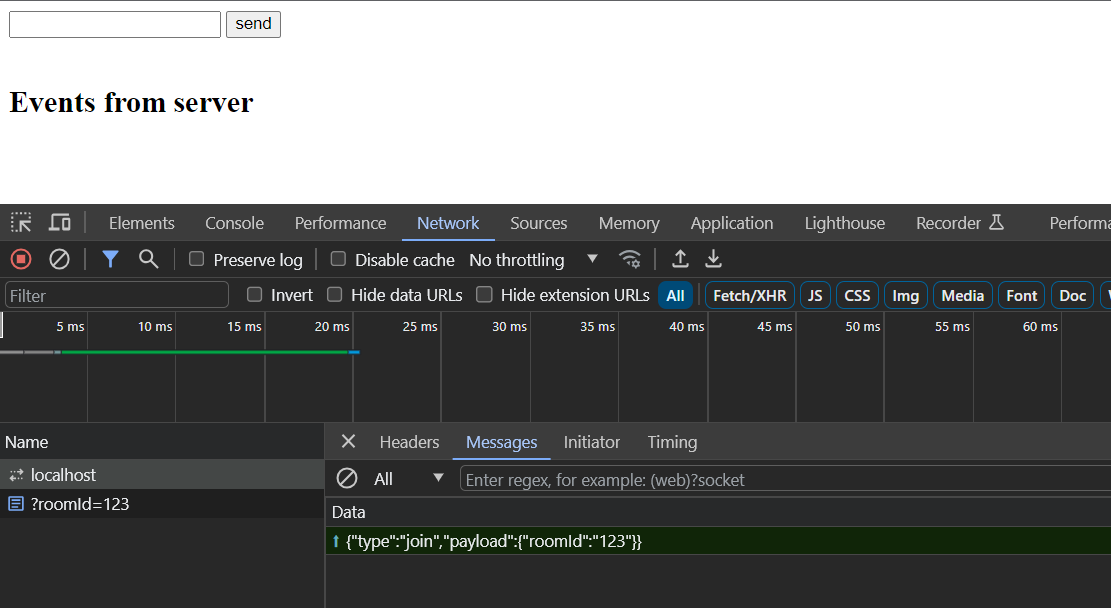 send
Events from server
Elements Console Performance Network Sources Memory Application Lighthouse Recorder
Preserve log Disable cache No throttling
Filter Invert Hide data URLs Hide extension URLs All Fetch/XHR JS CSS Img Media Font Doc
5 ms 10 ms 15 ms 20 ms 25 ms 30 ms 35 ms 40 ms 45 ms 50 ms 55 ms 60 ms
Name Headers Messages Initiator Timing
localhost All Enter regex, for example: (web)?socket
?roomId=123
Data
{"type":"join","payload":{"roomId":"123"}}